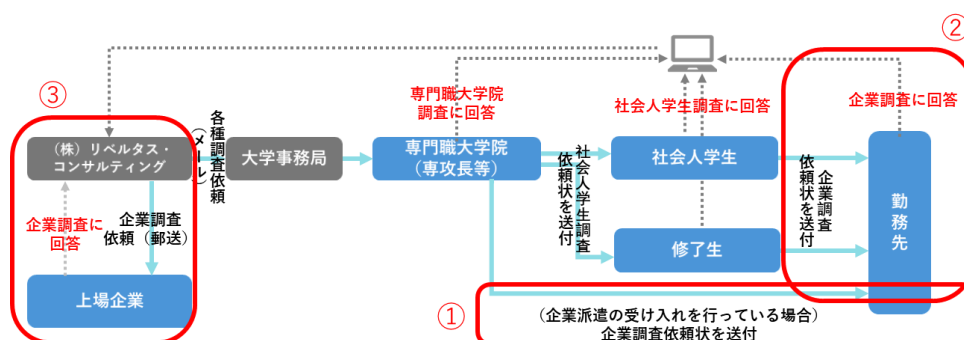 ②
③
専門職大学院
調査に回答
社会人学生調査に回答
企業調査に回答
(株)リベルタス・
コンサルティング
各種調査依頼
(メール)
大学事務局
専門職大学院
(専攻長等)
社会人学生調査
依頼状を送付
社会人学生
企業調査
依頼状を送付
勤務先
企業調査に
回答
企業調査
依頼(郵送)
修了生
上場企業
①
(企業派遣の受け入れを行っている場合)
企業調査依頼状を送付